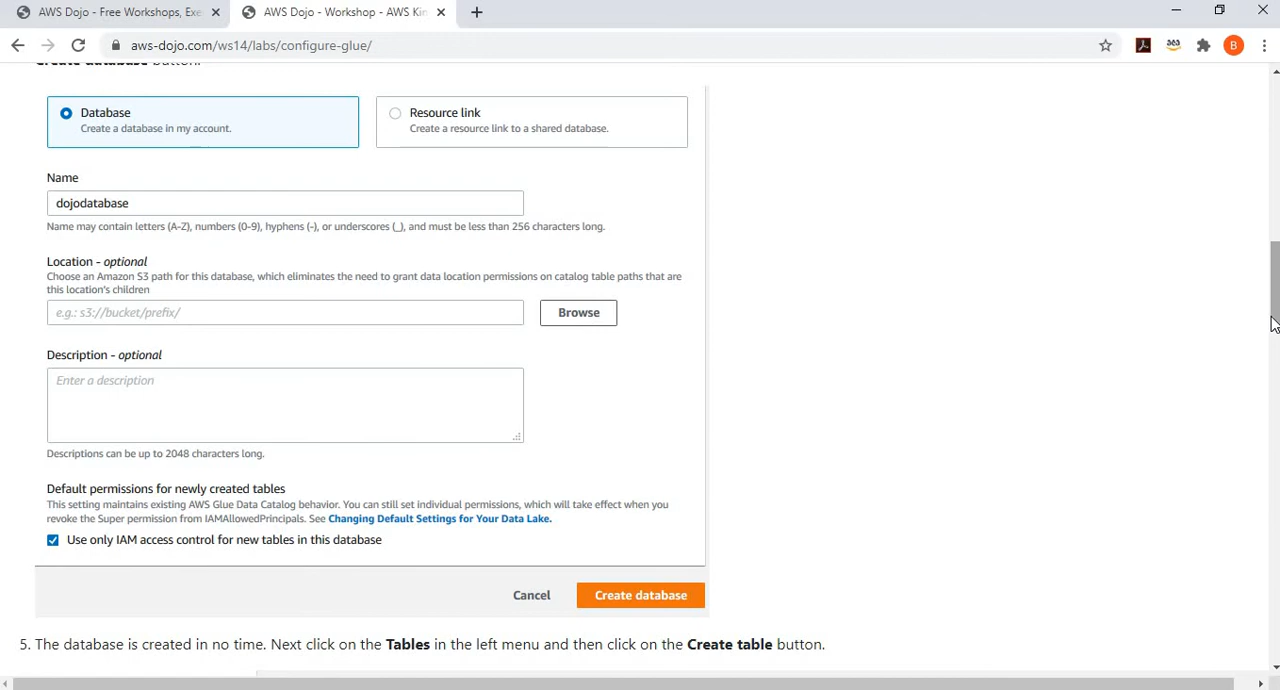 AWS Dojo - Free Workshops, Exe
AWS Dojo - Workshop - AWS Kin
aws-dojo.com/ws14/labs/configure-glue/
B
Create database button.
Database
Create a database in my account.
Resource link
Create a resource link to a shared database.
Name
dojodatabase
Name may contain letters (A-Z), numbers (0-9), hyphens (-), or underscores (_), and must be less than 256 characters long.
Location - optional
Choose an Amazon S3 path for this database, which eliminates the need to grant data location permissions on catalog table paths that are
this location's children
e.g.: s3://bucket/prefix/
Browse
Description - optional
Enter a description
Descriptions can be up to 2048 characters long.
Default permissions for newly created tables
This setting maintains existing AWS Glue Data Catalog behavior. You can still set individual permissions, which will take effect when you
revoke the Super permission from IAMAllowedPrincipals. See Changing Default Settings for Your Data Lake.
Use only IAM access control for new tables in this database
Cancel
Create database
5. The database is created in no time. Next click on the Tables in the left menu and then click on the Create table button.